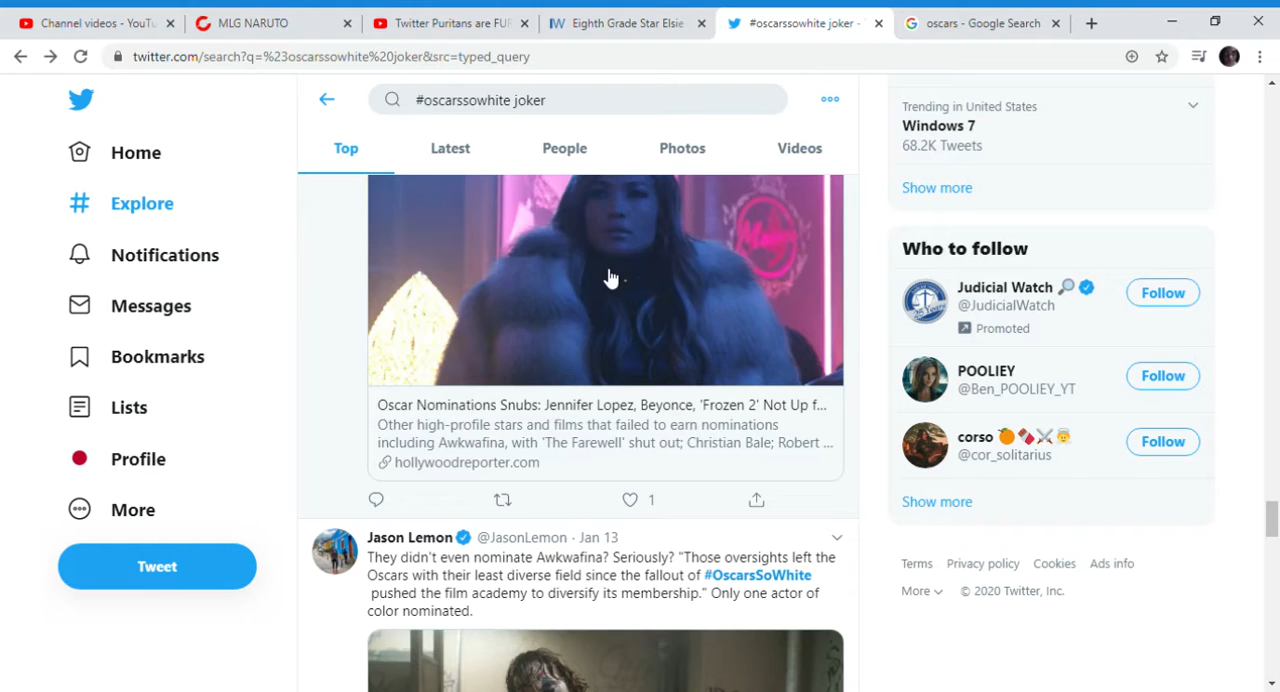 Channel videos - YouTu
MLG NARUTO
Twitter Puritans are FUR
Eighth Grade Star Elsie
#oscarssowhite joker -
oscars - Google Search
twitter.com/search?q=%23oscarssowhite%20joker&src=typed_query
Home
Explore
Notifications
Messages
Bookmarks
Lists
Profile
More
Tweet
#oscarssowhite joker
Top
Latest
People
Photos
Videos
Oscar Nominations Snubs: Jennifer Lopez, Beyonce, 'Frozen 2' Not Up f...
Other high-profile stars and films that failed to earn nominations
including Awkwafina, with 'The Farewell' shut out; Christian Bale; Robert ...
hollywoodreporter.com
1
Jason Lemon @JasonLemon · Jan 13
They didn't even nominate Awkwafina? Seriously? "Those oversights left the
Oscars with their least diverse field since the fallout of #OscarsSoWhite
pushed the film academy to diversify its membership." Only one actor of
color nominated.
Trending in United States
Windows 7
68.2K Tweets
Show more
Who to follow
Judicial Watch
@JudicialWatch
Promoted
Follow
POOLIEY
@Ben_POOLIEY_YT
Follow
corso
@cor_solitarius
Follow
Show more
Terms Privacy policy Cookies Ads info
More © 2020 Twitter, Inc.